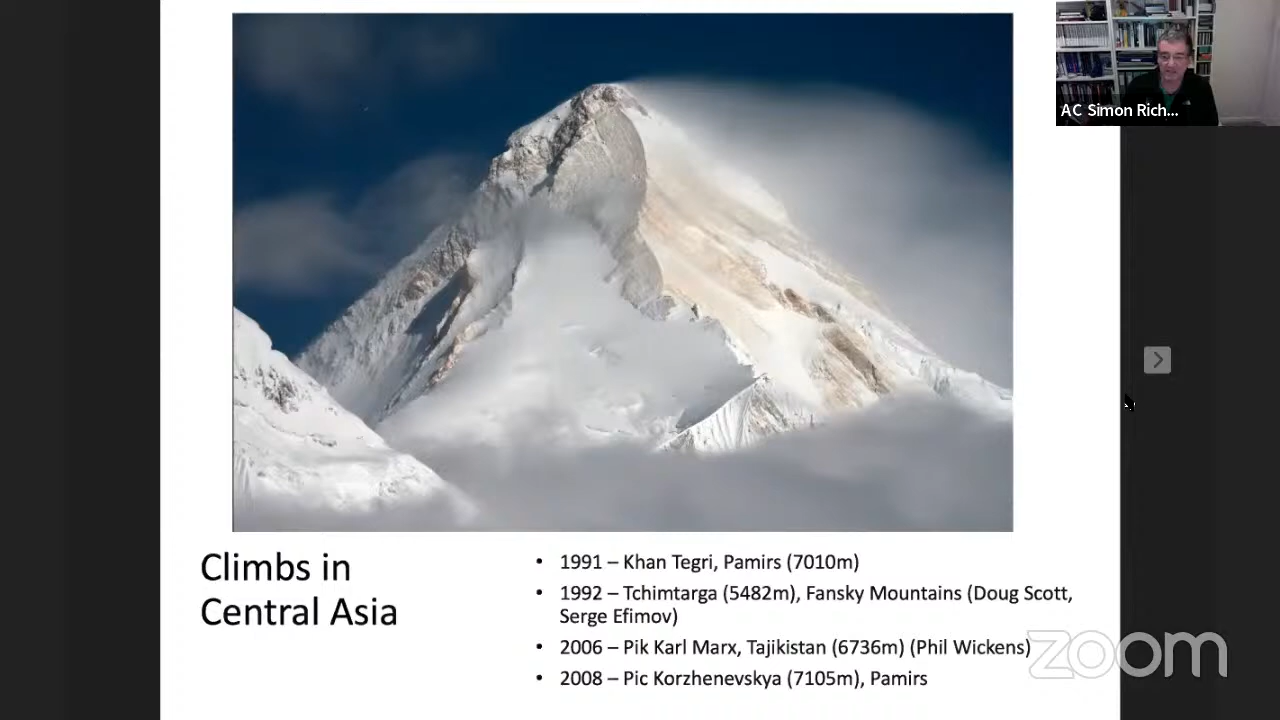 AC Simon Rich...
Climbs in
Central Asia
• 1991 – Khan Tegri, Pamirs (7010m)
• 1992 – Tchimtarga (5482m), Fansky Mountains (Doug Scott,
Serge Efimov)
• 2006 – Pik Karl Marx, Tajikistan (6736m) (Phil Wickens)
• 2008 – Pic Korzhenevskya (7105m), Pamirs
zoom